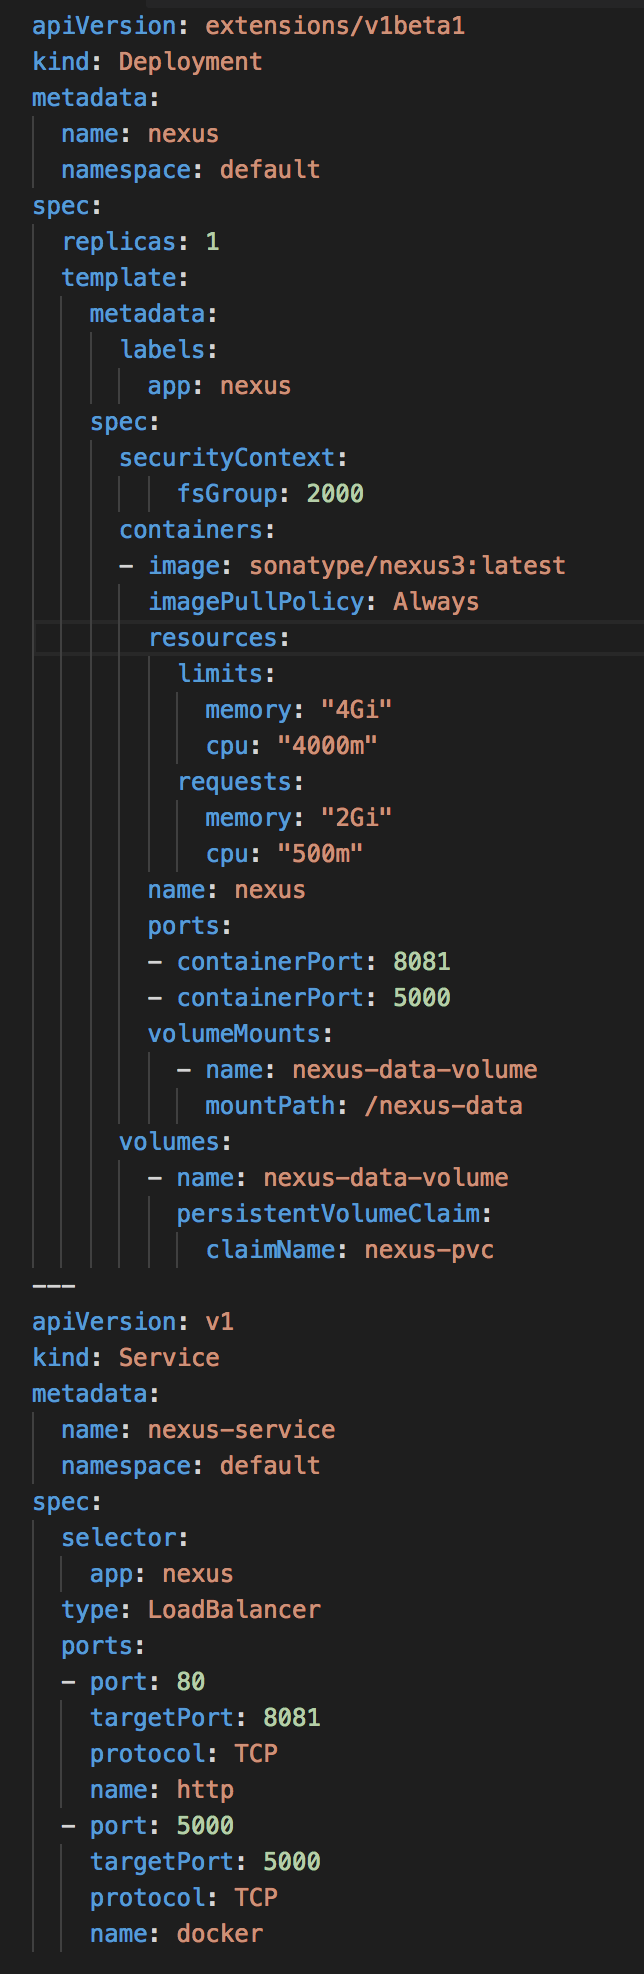 apiVersion: extensions/v1beta1
kind: Deployment
metadata:
  name: nexus
  namespace: default
spec:
  replicas: 1
  template:
    metadata:
      labels:
        app: nexus
    spec:
      securityContext:
          fsGroup: 2000
      containers:
      - image: sonatype/nexus3:latest
        imagePullPolicy: Always
        resources:
          limits:
            memory: "4Gi"
            cpu: "4000m"
          requests:
            memory: "2Gi"
            cpu: "500m"
        name: nexus
        ports:
        - containerPort: 8081
        - containerPort: 5000
        volumeMounts:
          - name: nexus-data-volume
            mountPath: /nexus-data
      volumes:
        - name: nexus-data-volume
          persistentVolumeClaim:
            claimName: nexus-pvc
---
apiVersion: v1
kind: Service
metadata:
  name: nexus-service
  namespace: default
spec:
  selector:
    app: nexus
  type: LoadBalancer
  ports:
  - port: 80
    targetPort: 8081
    protocol: TCP
    name: http
  - port: 5000
    targetPort: 5000
    protocol: TCP
    name: docker